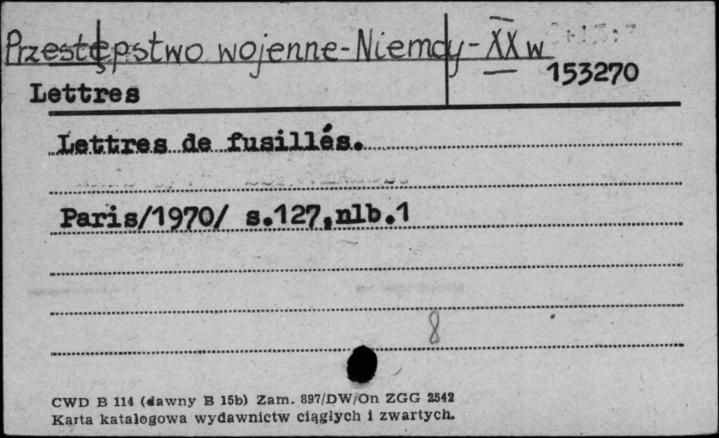 Przestępstwo wojenne-Niemcy-XX w
153270
Lettres
Lettres de fusillés.
Paris/1970/ s.127,nlb.1
8
CWD B 114 (dawny B 15b) Zam. 897/DW/On ZGG 2542
Karta katalogowa wydawnictw ciągłych i zwartych.